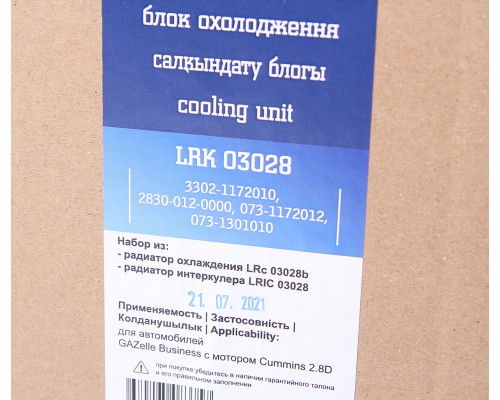 блок охолодження
салқындату блогы
cooling unit
LRK 03028
3302-1172010,
2830-012-0000, 073-1172012,
073-1301010
Набор из:
- радиатор охлаждения LRc 03028b
- радиатор интеркулера LRIC 03028
21. 07. 2021
Применяемость | Застосовність |
Колданушылык | Applicability:
для автомобилей
GAZelle Business с мотором Cummins 2.8D
при покупке убедитесь в наличии гарантийного талона
и его правильном заполнении